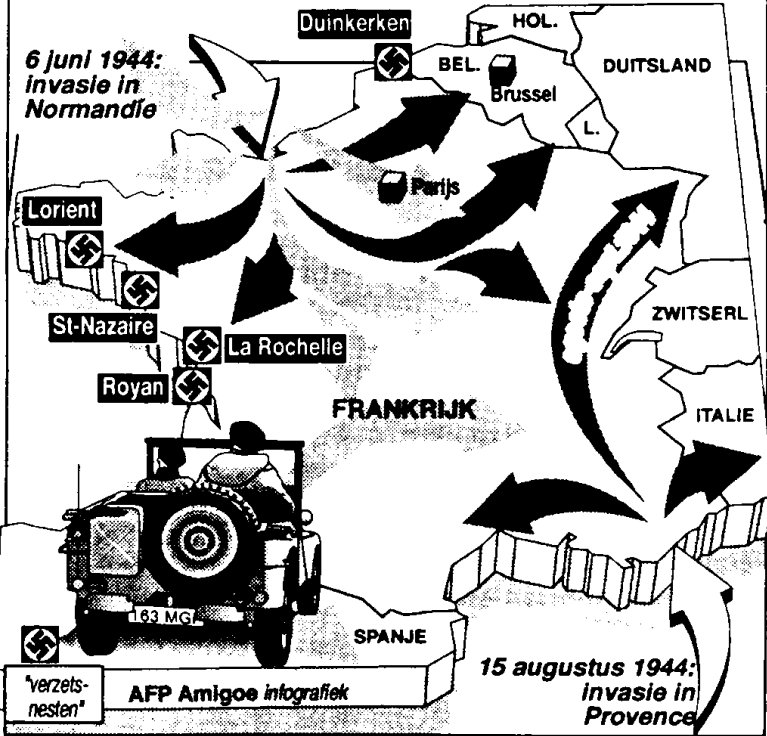 Duinkerken
HOL.
6 juni 1944:
invasie in
Normandie
BEL.
Brussel
DUITSLAND
L.
Parijs
Lorient
St-Nazaire
La Rochelle
Royan
ZWITSERL
FRANKRIJK
ITALIE
163 MG
SPANJE
15 augustus 1944:
invasie in
Provence
"verzets-
nesten"
AFP Amigoe infografiek